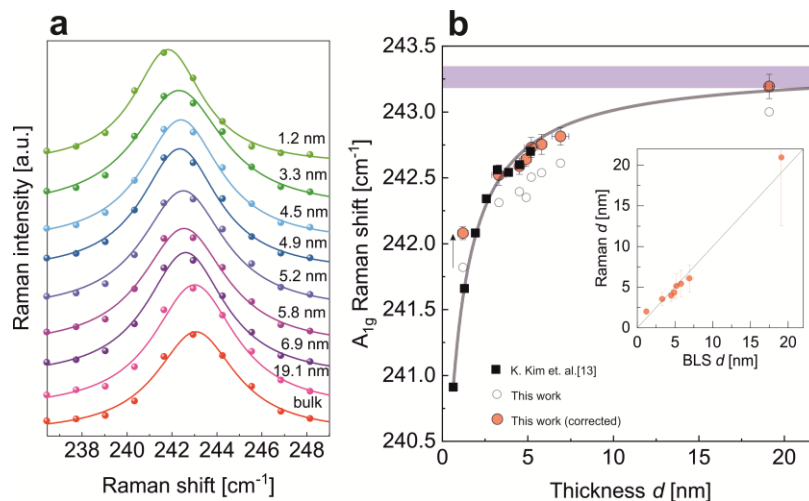 a
Raman intensity [a.u.]
1.2 nm
3.3 nm
4.5 nm
4.9 nm
5.2 nm
5.8 nm
6.9 nm
19.1 nm
bulk
238 240 242 244 246 248
Raman shift [cm⁻¹]
b
A₁g Raman shift [cm⁻¹]
243.5
243.0
242.5
242.0
241.5
241.0
240.5
0 5 10 15 20
Thickness d [nm]
K. Kim et. al.[13]
This work
This work (corrected)
Raman d [nm]
20
15
10
5
0
0 5 10 15 20
BLS d [nm]